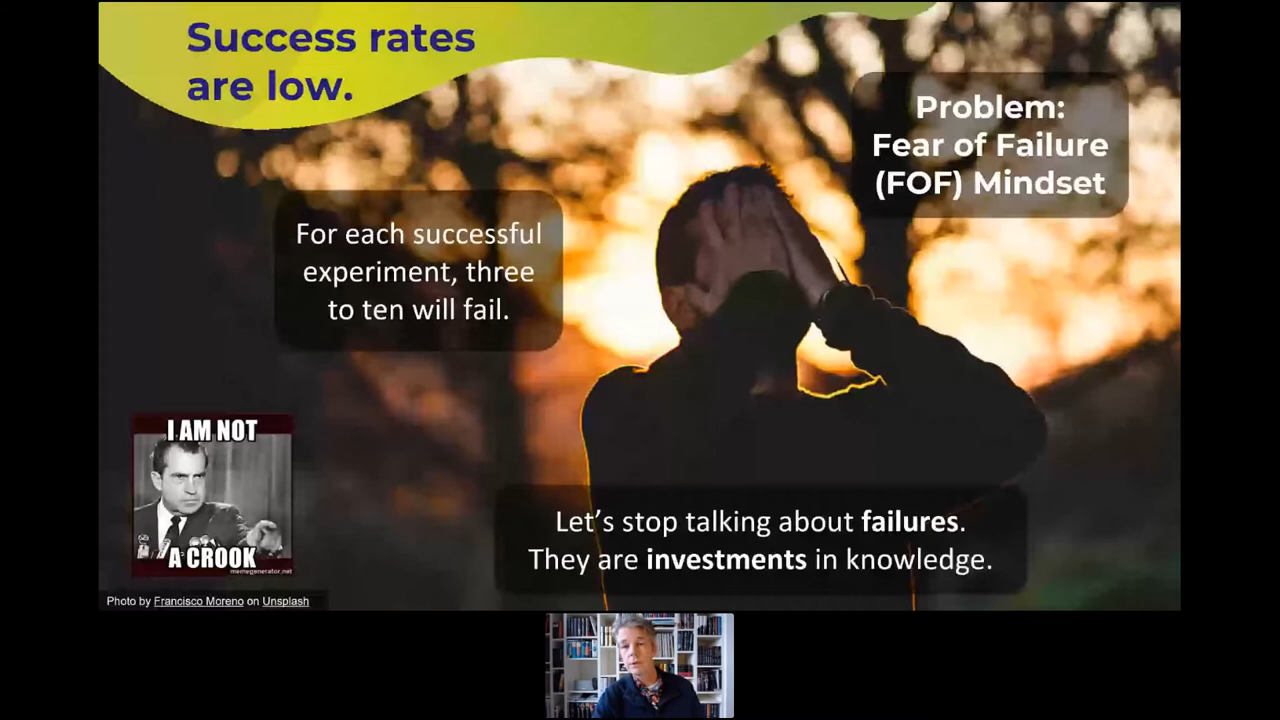 Success rates
are low.
Problem:
Fear of Failure
(FOF) Mindset
For each successful
experiment, three
to ten will fail.
I AM NOT
A CROOK
memegenerator.net
Let's stop talking about failures.
They are investments in knowledge.
Photo by Francisco Moreno on Unsplash